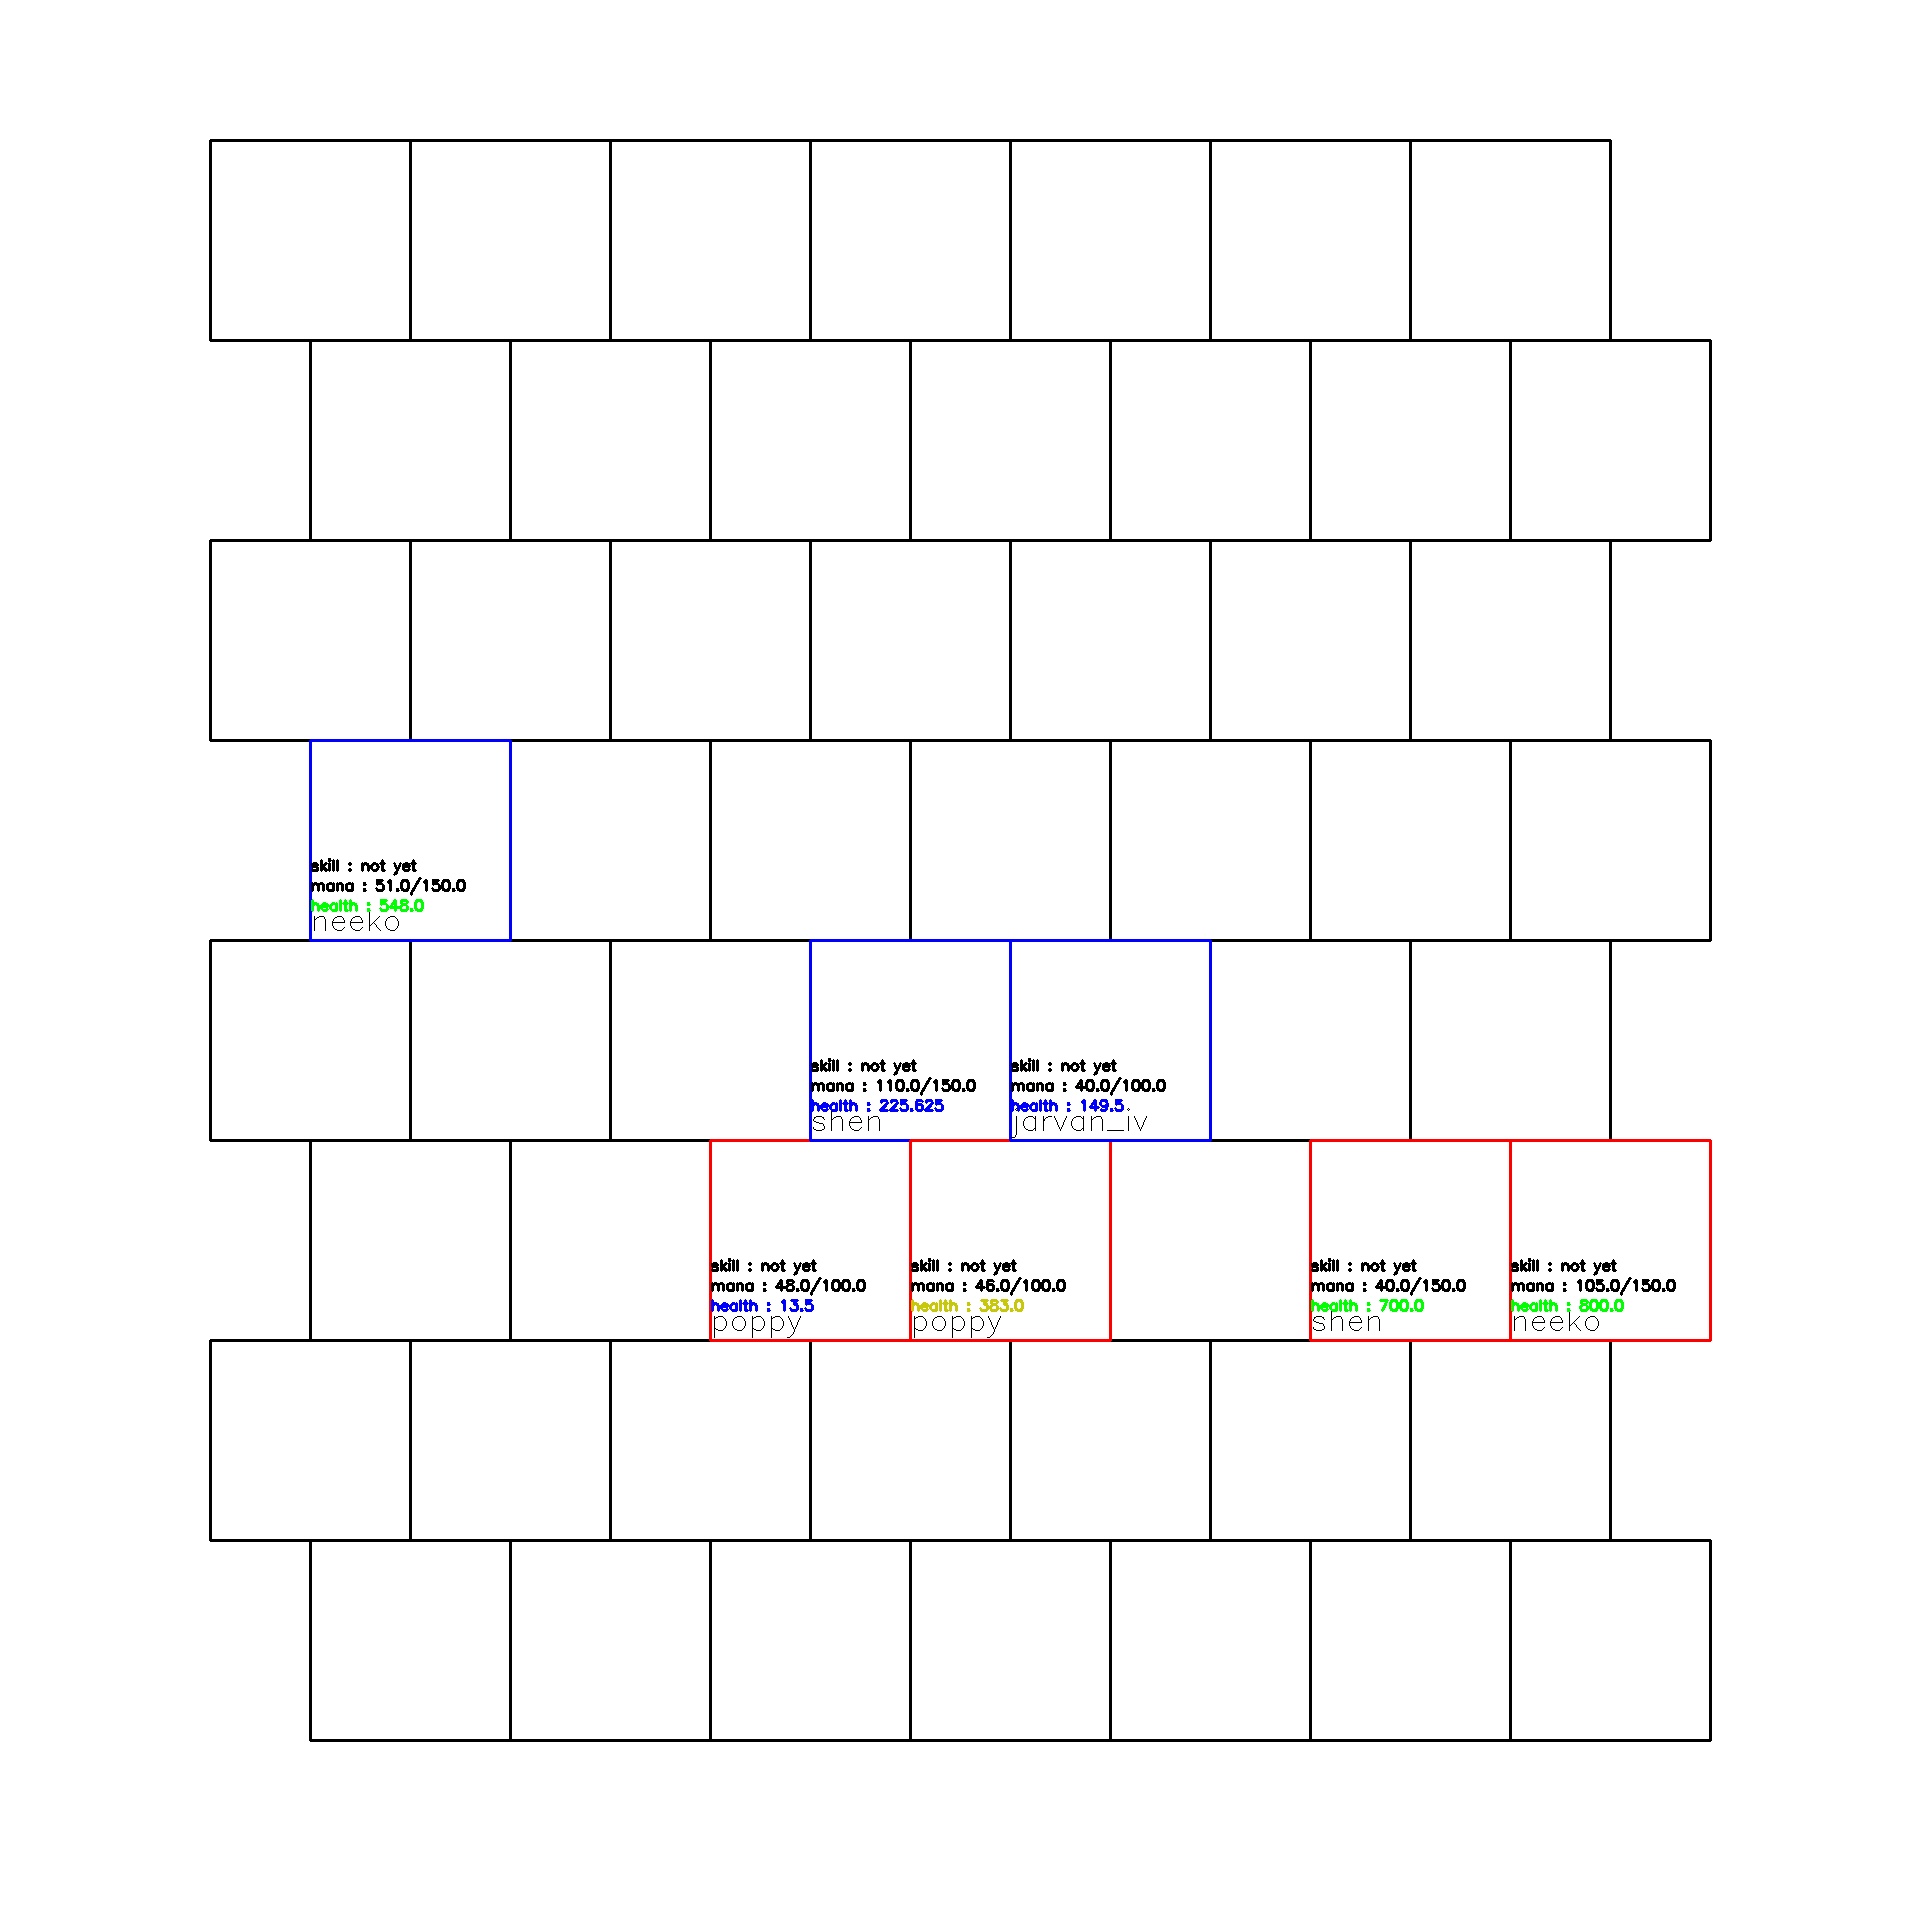 skill : not yet
mana : 51.0/150.0
health : 548.0
neeko
skill : not yet
mana : 110.0/150.0
health : 225.625
shen
skill : not yet
mana : 40.0/100.0
health : 149.5
jarvan_iv
skill : not yet
mana : 48.0/100.0
health : 13.5
poppy
skill : not yet
mana : 46.0/100.0
health : 383.0
poppy
skill : not yet
mana : 40.0/150.0
health : 700.0
shen
skill : not yet
mana : 105.0/150.0
health : 800.0
neeko